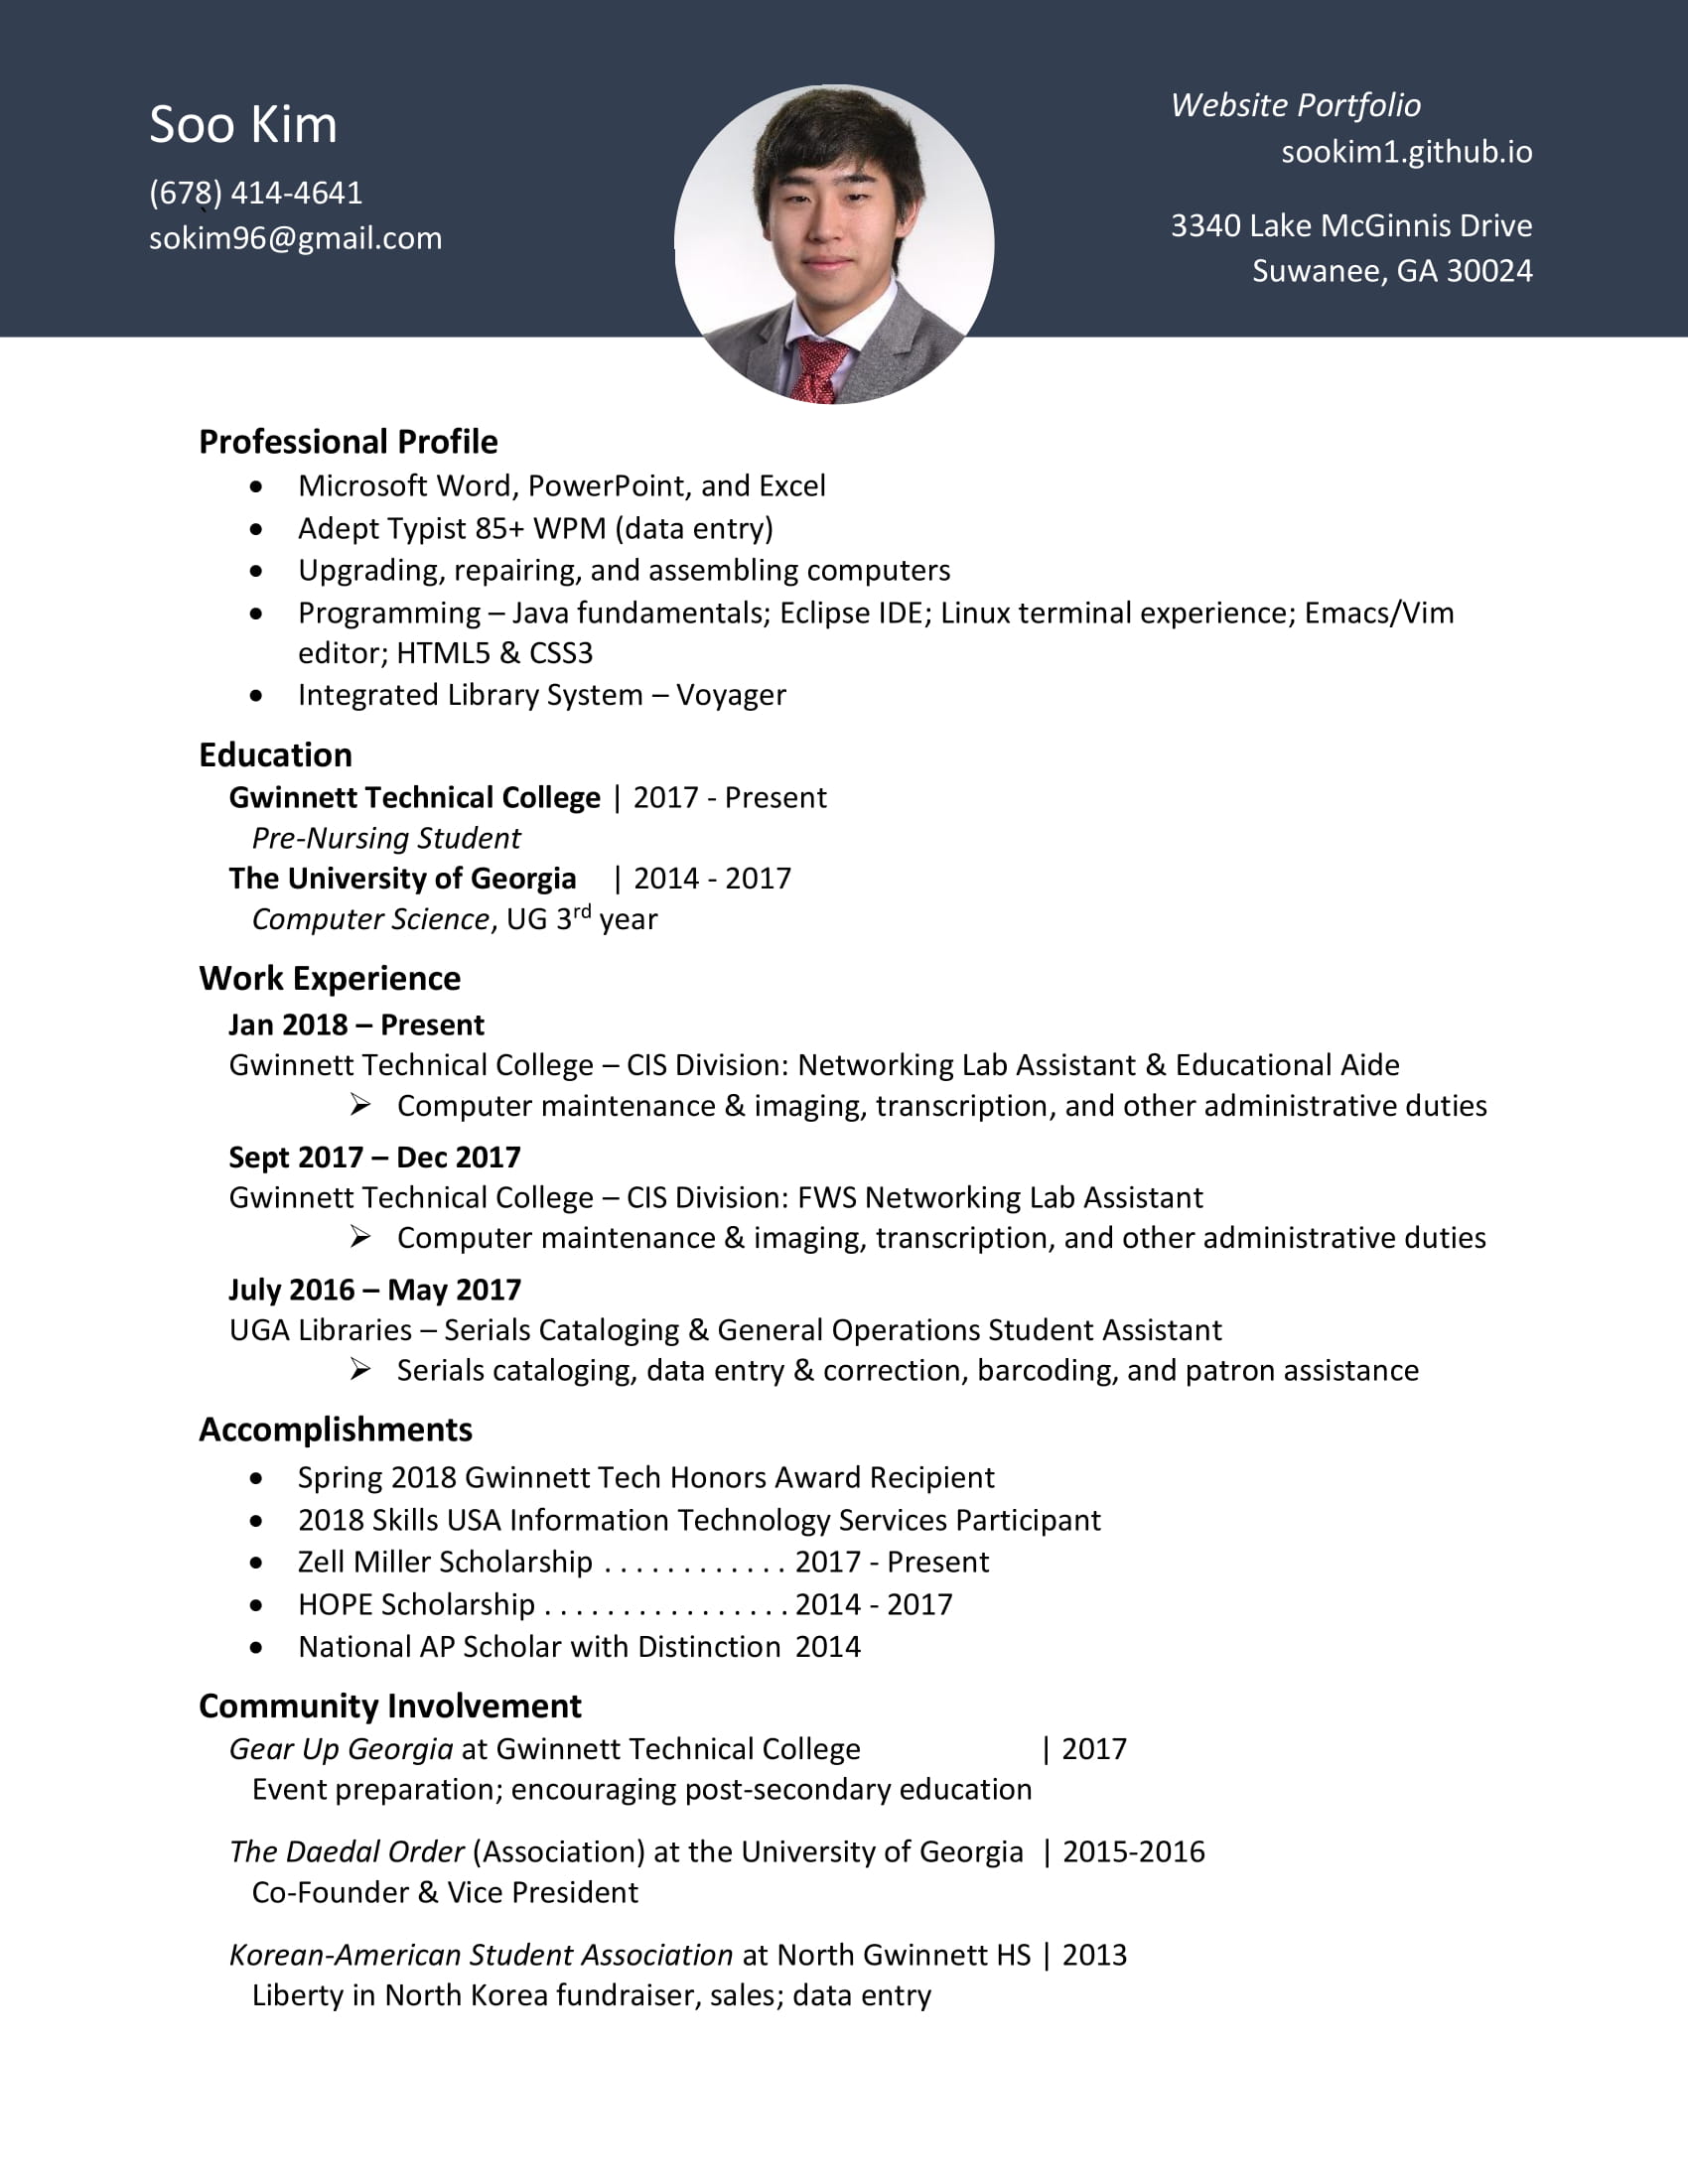 Soo Kim
(678) 414-4641
sokim96@gmail.com
Website Portfolio
sookim1.github.io
3340 Lake McGinnis Drive
Suwanee, GA 30024
Professional Profile
• Microsoft Word, PowerPoint, and Excel
• Adept Typist 85+ WPM (data entry)
• Upgrading, repairing, and assembling computers
• Programming – Java fundamentals; Eclipse IDE; Linux terminal experience; Emacs/Vim
editor; HTML5 & CSS3
• Integrated Library System – Voyager
Education
Gwinnett Technical College | 2017 - Present
Pre-Nursing Student
The University of Georgia | 2014 - 2017
Computer Science, UG 3rd year
Work Experience
Jan 2018 – Present
Gwinnett Technical College – CIS Division: Networking Lab Assistant & Educational Aide
➢ Computer maintenance & imaging, transcription, and other administrative duties
Sept 2017 – Dec 2017
Gwinnett Technical College – CIS Division: FWS Networking Lab Assistant
➢ Computer maintenance & imaging, transcription, and other administrative duties
July 2016 – May 2017
UGA Libraries – Serials Cataloging & General Operations Student Assistant
➢ Serials cataloging, data entry & correction, barcoding, and patron assistance
Accomplishments
• Spring 2018 Gwinnett Tech Honors Award Recipient
• 2018 Skills USA Information Technology Services Participant
• Zell Miller Scholarship . . . . . . . . . . . . 2017 - Present
• HOPE Scholarship . . . . . . . . . . . . . . . . 2014 - 2017
• National AP Scholar with Distinction 2014
Community Involvement
Gear Up Georgia at Gwinnett Technical College | 2017
Event preparation; encouraging post-secondary education
The Daedal Order (Association) at the University of Georgia | 2015-2016
Co-Founder & Vice President
Korean-American Student Association at North Gwinnett HS | 2013
Liberty in North Korea fundraiser, sales; data entry